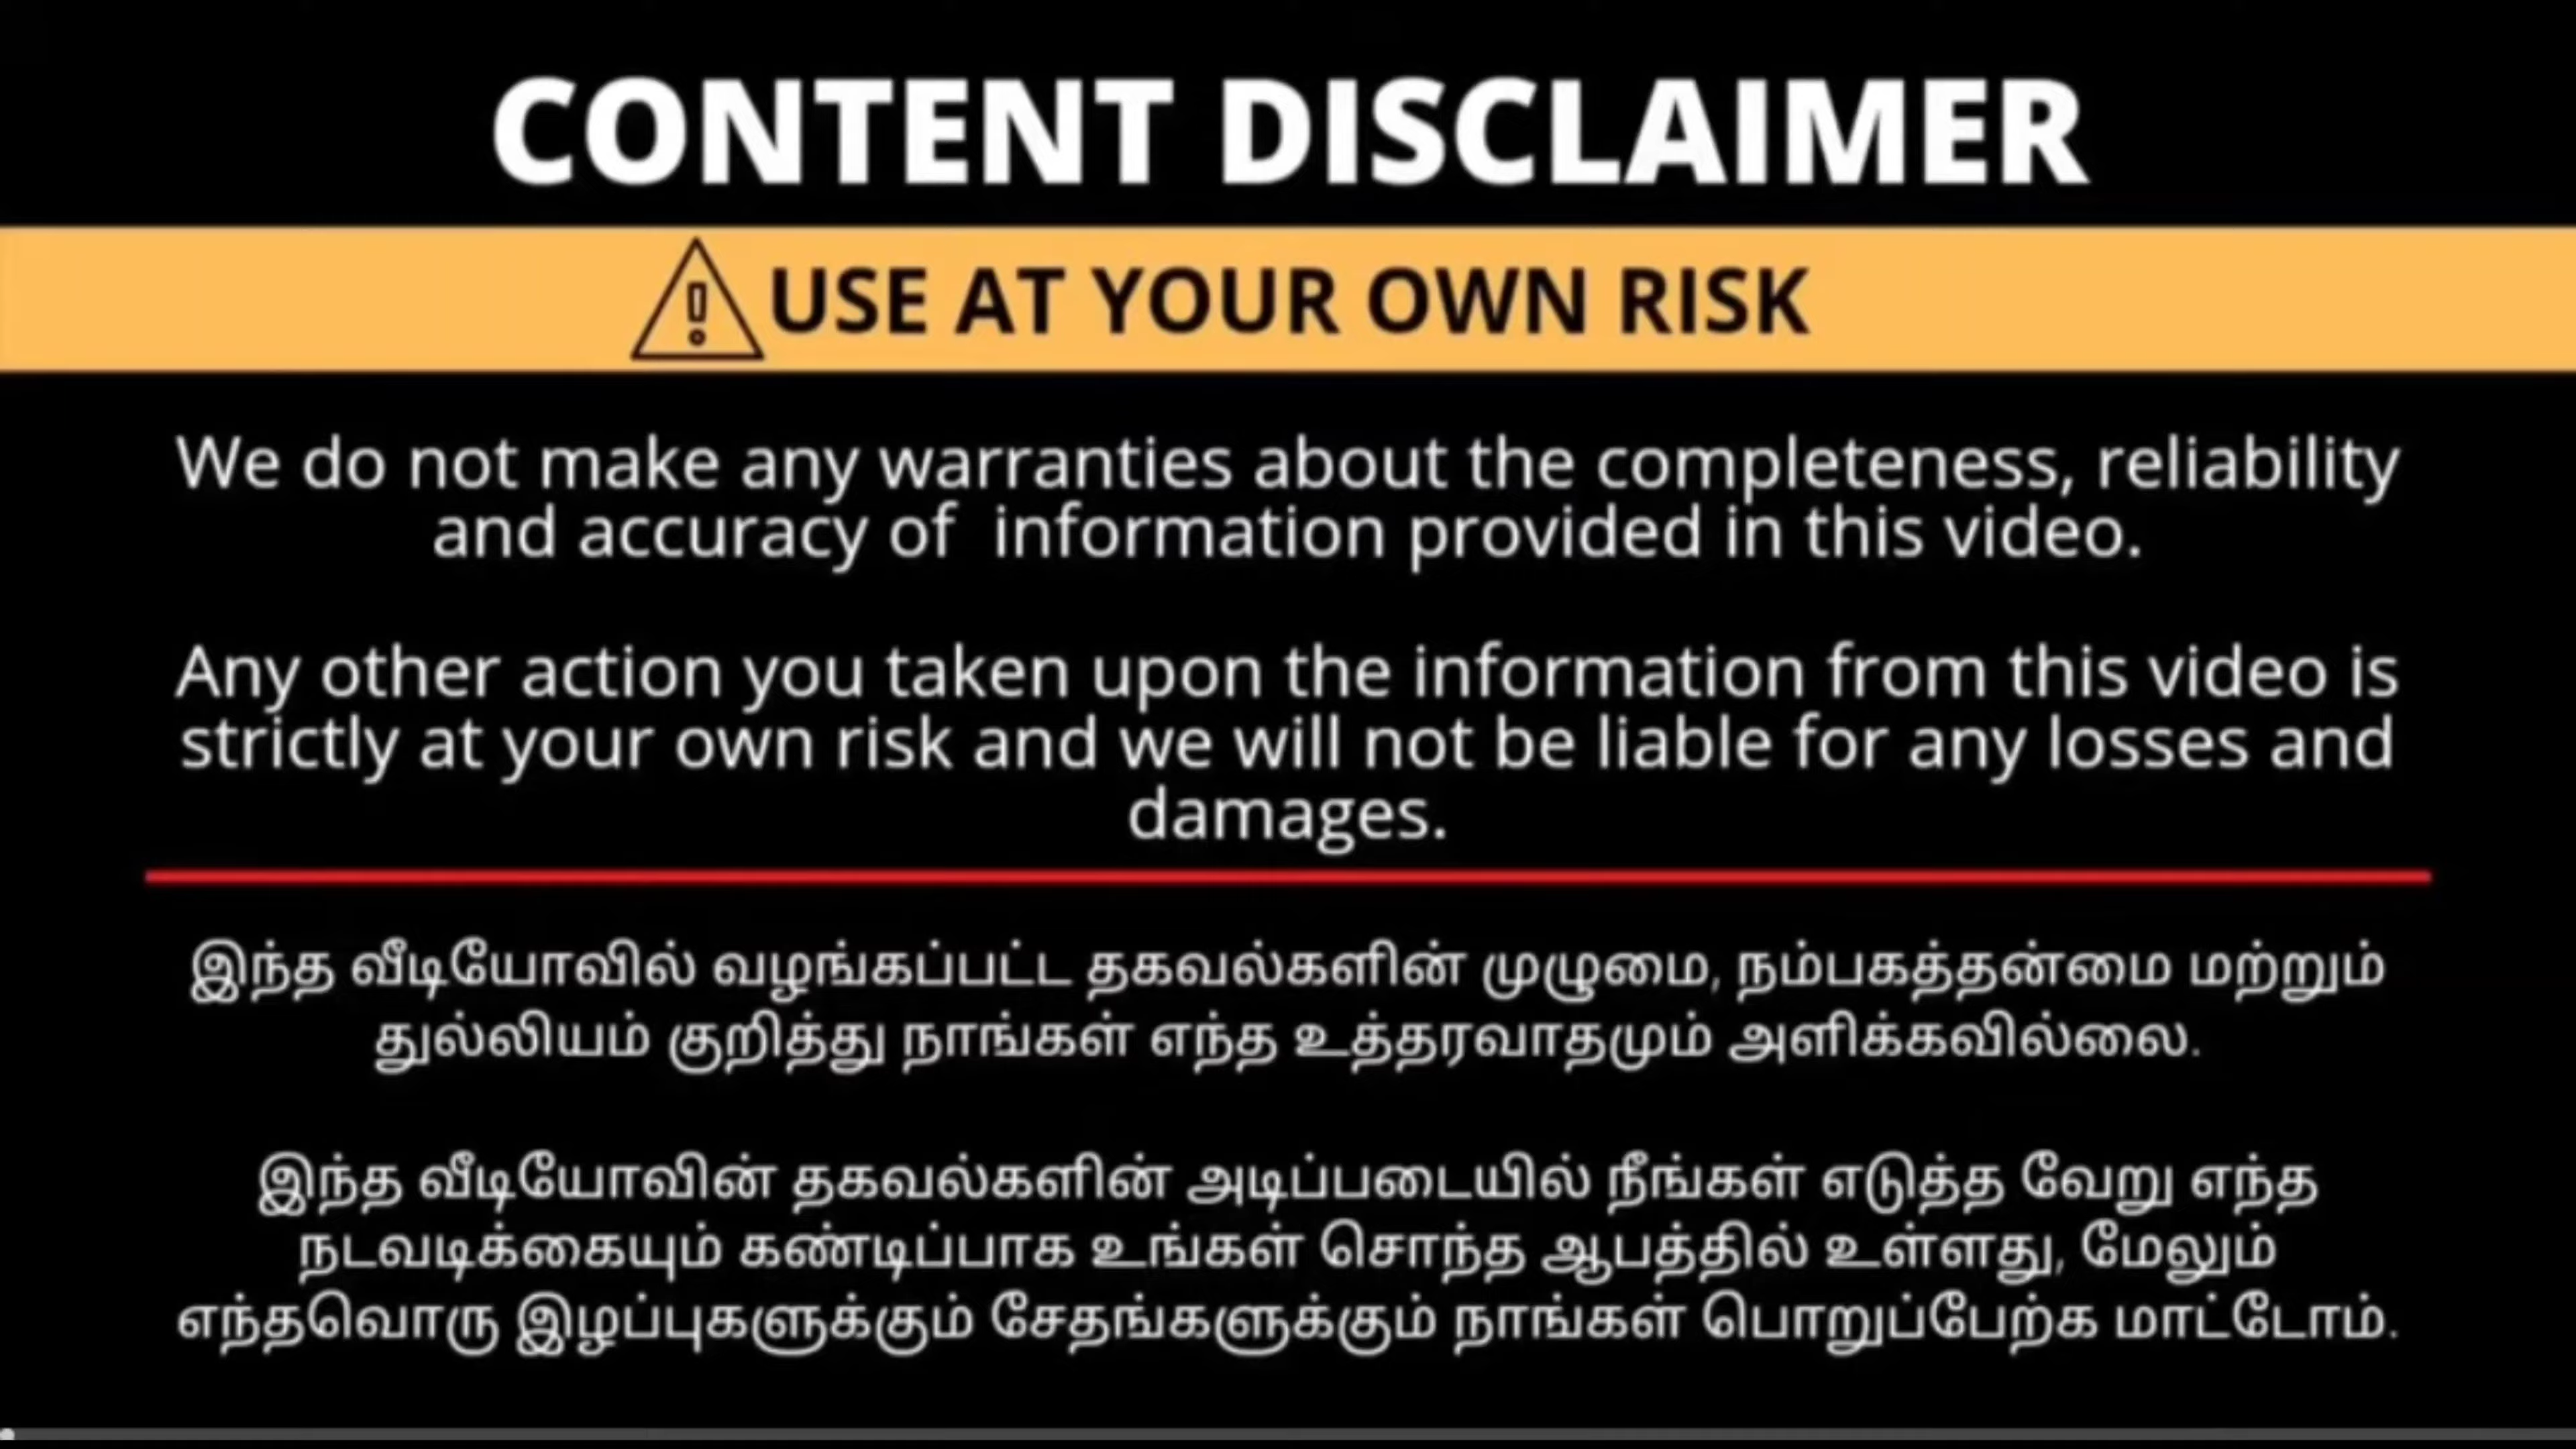 CONTENT DISCLAIMER
USE AT YOUR OWN RISK
We do not make any warranties about the completeness, reliability
and accuracy of  information provided in this video.
Any other action you taken upon the information from this video is
strictly at your own risk and we will not be liable for any losses and
damages.
இந்த வீடியோவில் வழங்கப்பட்ட தகவல்களின் முழுமை, நம்பகத்தன்மை மற்றும்
துல்லியம் குறித்து நாங்கள் எந்த உத்தரவாதமும் அளிக்கவில்லை.
இந்த வீடியோவின் தகவல்களின் அடிப்படையில் நீங்கள் எடுத்த வேறு எந்த
நடவடிக்கையும் கண்டிப்பாக உங்கள் சொந்த ஆபத்தில் உள்ளது, மேலும்
எந்தவொரு இழப்புகளுக்கும் சேதங்களுக்கும் நாங்கள் பொறுப்பேற்க மாட்டோம்.